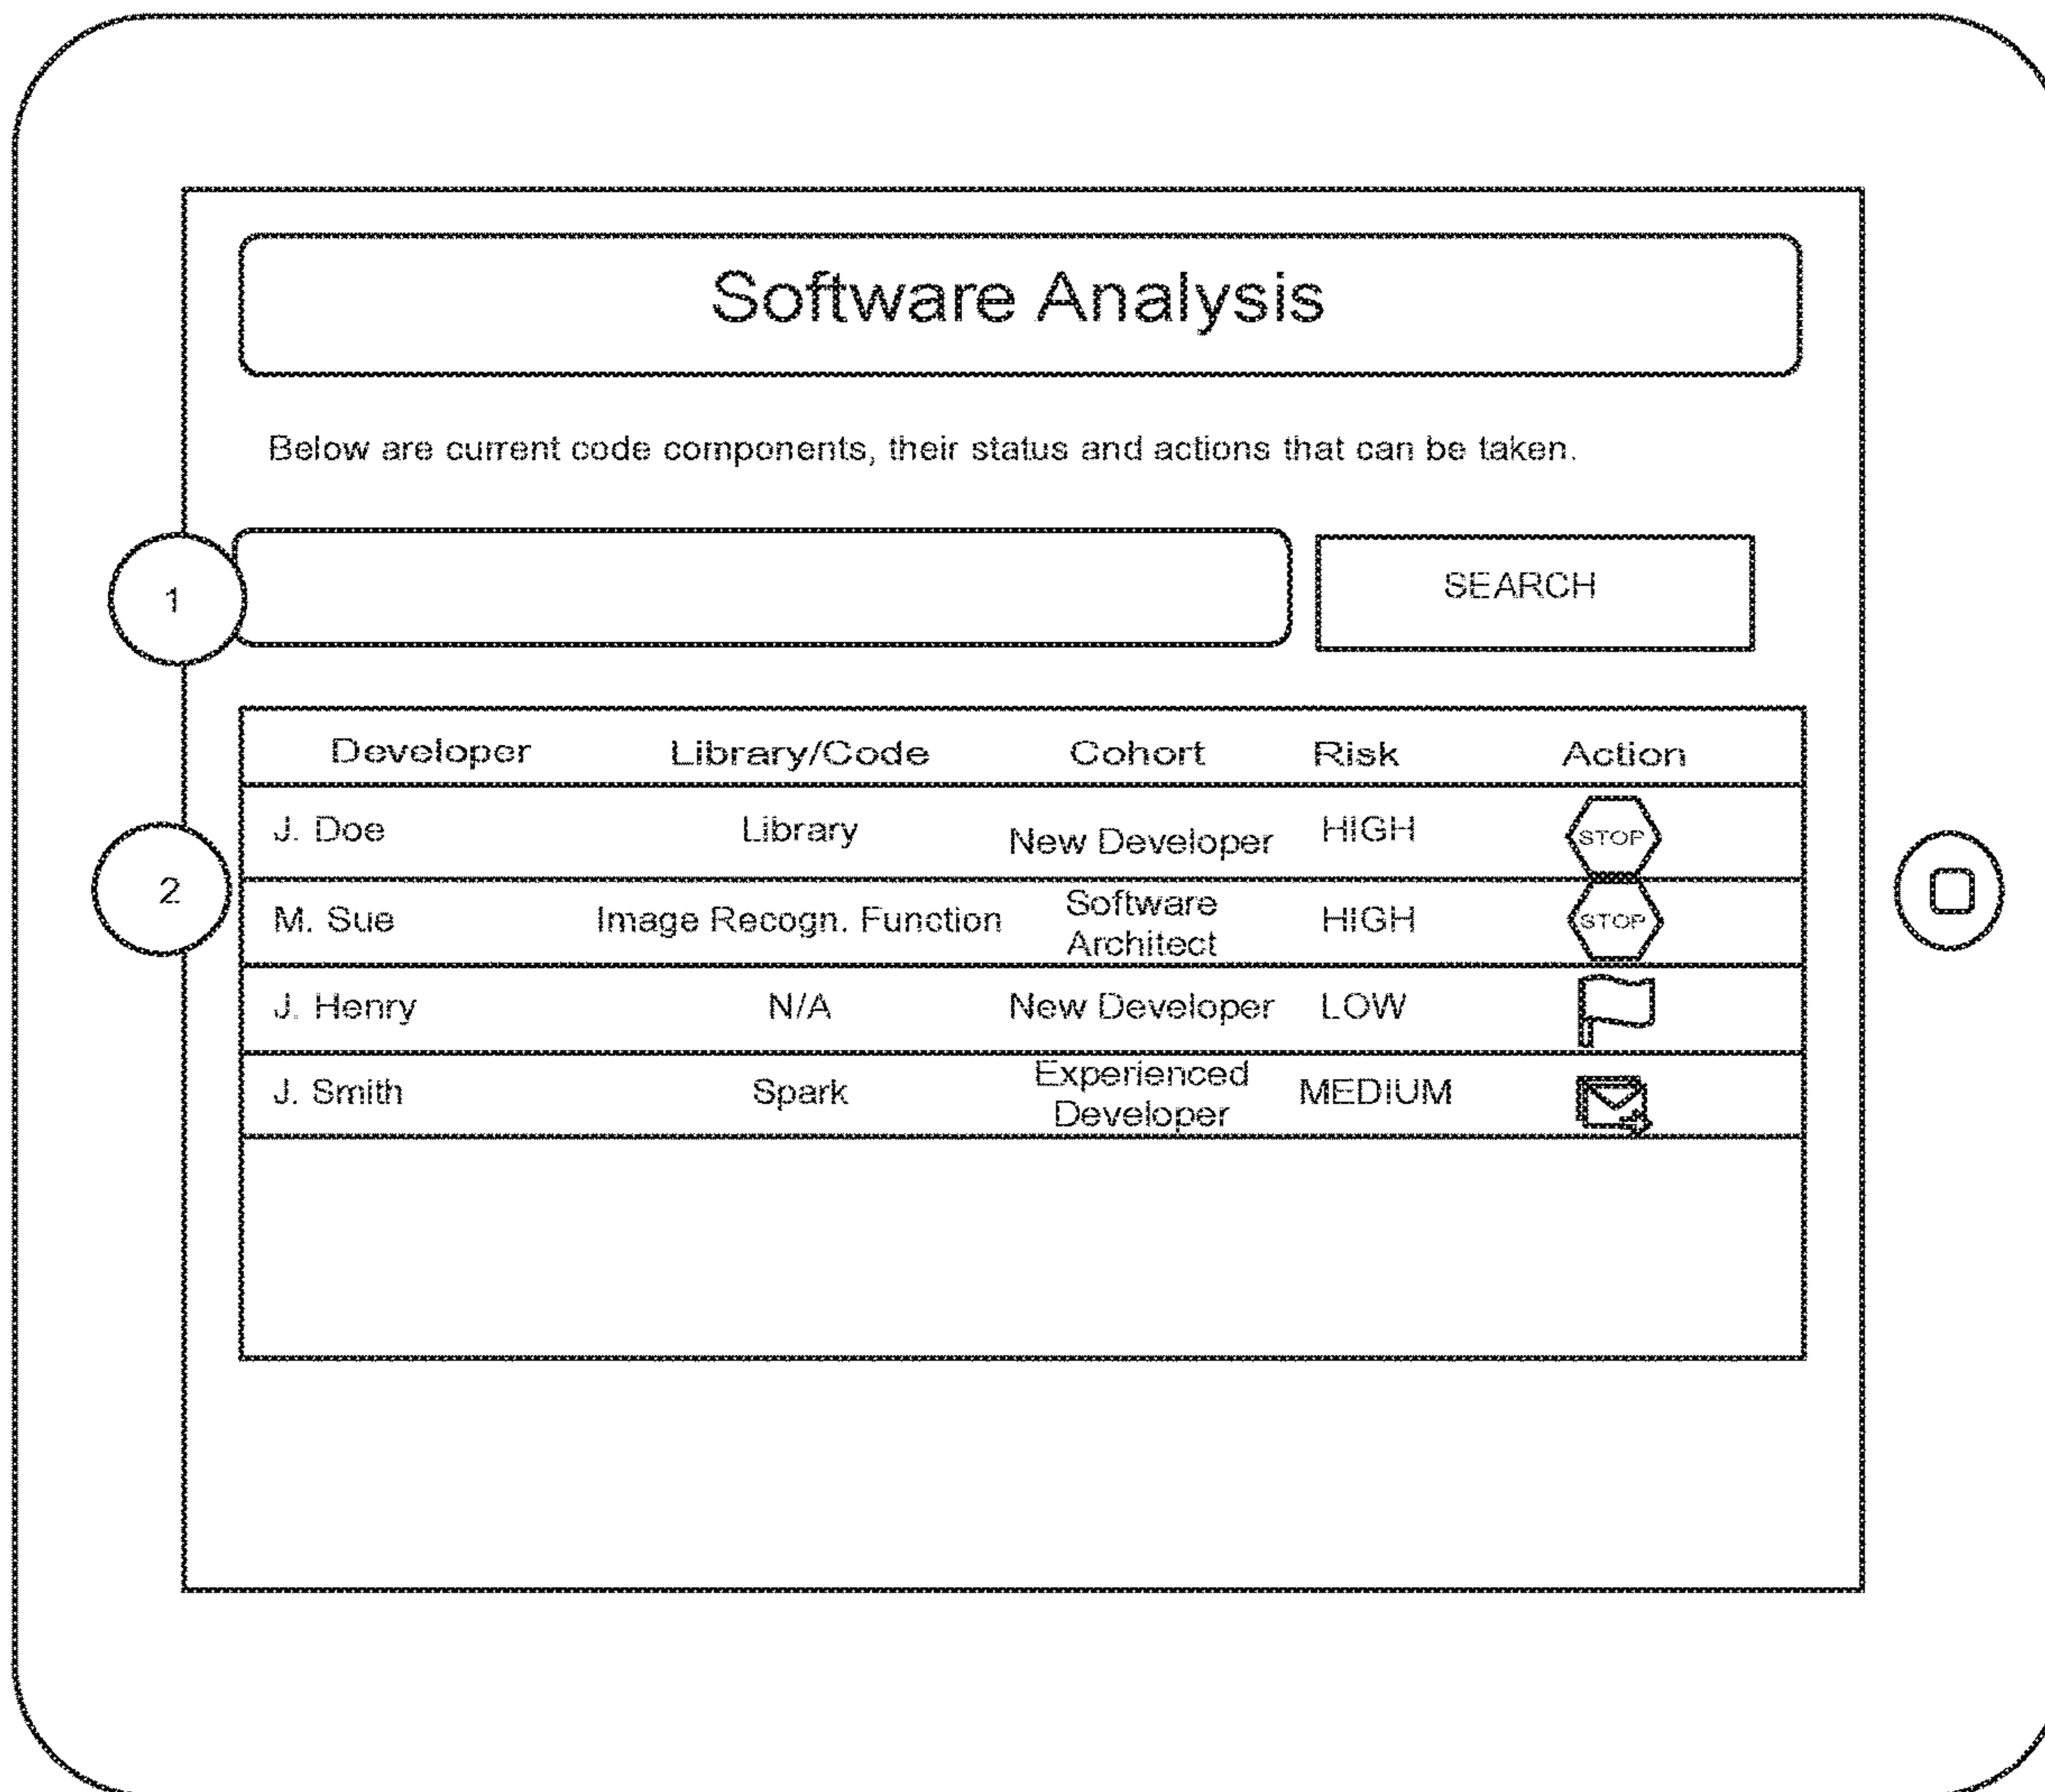 Software Analysis
Below are current code components, their status and actions that can be taken.
1
SEARCH
Developer Library/Code Cohort Risk Action
J. Doe Library New Developer HIGH STOP
2
M. Sue Image Recogn. Function Software Architect HIGH STOP
J. Henry N/A New Developer LOW
J. Smith Spark Experienced Developer MEDIUM